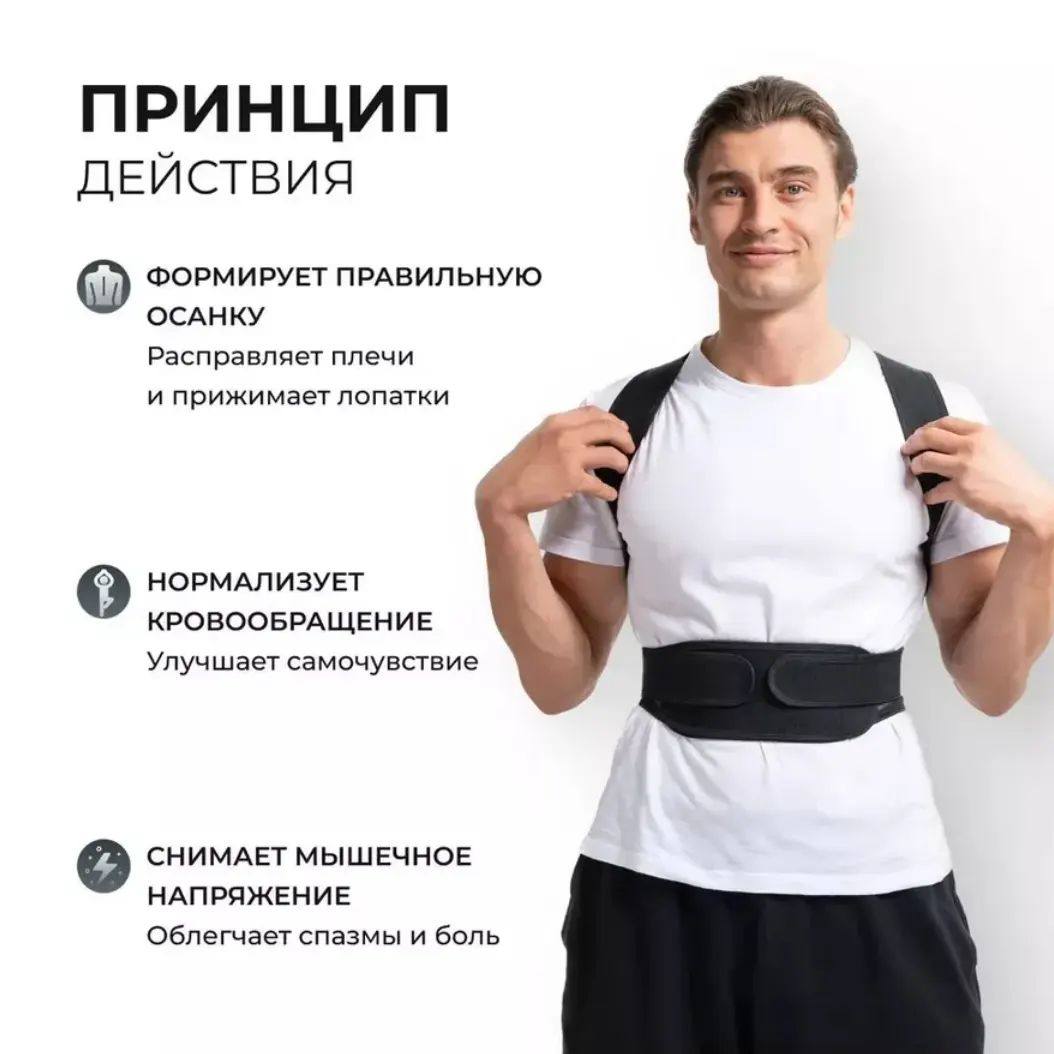 ПРИНЦИП
ДЕЙСТВИЯ
ФОРМИРУЕТ ПРАВИЛЬНУЮ
ОСАНКУ
Расправляет плечи
и прижимает лопатки
НОРМАЛИЗУЕТ
КРОВООБРАЩЕНИЕ
Улучшает самочувствие
СНИМАЕТ МЫШЕЧНОЕ
НАПРЯЖЕНИЕ
Облегчает спазмы и боль